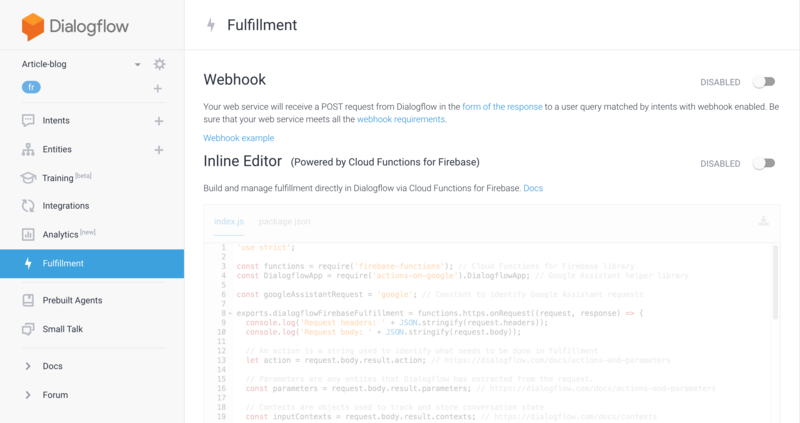 Dialogflow
Fulfillment
Article-blog
fr
Intents
Entities
Training [beta]
Integrations
Analytics [new]
Fulfillment
Prebuilt Agents
Small Talk
Docs
Forum
Webhook
DISABLED
Your web service will receive a POST request from Dialogflow in the form of the response to a user query matched by intents with webhook enabled. Be
sure that your web service meets all the webhook requirements.
Webhook example
Inline Editor (Powered by Cloud Functions for Firebase)
DISABLED
Build and manage fulfillment directly in Dialogflow via Cloud Functions for Firebase. Docs
index.js package.json
1 'use strict';
2
3 const functions = require('firebase-functions'); // Cloud Functions for Firebase library
4 const DialogflowApp = require('actions-on-google').DialogflowApp; // Google Assistant helper library
5
6 const googleAssistantRequest = 'google'; // Constant to identify Google Assistant requests
7
8 exports.dialogflowFirebaseFulfillment = functions.https.onRequest((request, response) => {
9 console.log('Request headers: ' + JSON.stringify(request.headers));
10 console.log('Request body: ' + JSON.stringify(request.body));
11
12 // An action is a string used to identify what needs to be done in fulfillment
13 let action = request.body.result.action; // https://dialogflow.com/docs/actions-and-parameters
14
15 // Parameters are any entites that Dialogflow has extracted from the request.
16 const parameters = request.body.result.parameters; // https://dialogflow.com/docs/actions-and-parameters
17
18 // Contexts are objects used to track and store conversation state
19 const inputContexts = request.body.result.contexts; // https://dialogflow.com/docs/contexts